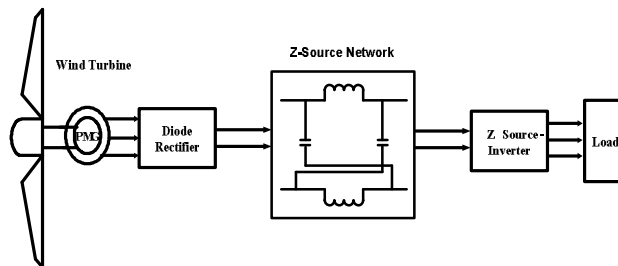 Z-Source Network
Wind Turbine
PMG
Diode
Rectifier
Z Source-
Inverter
Load